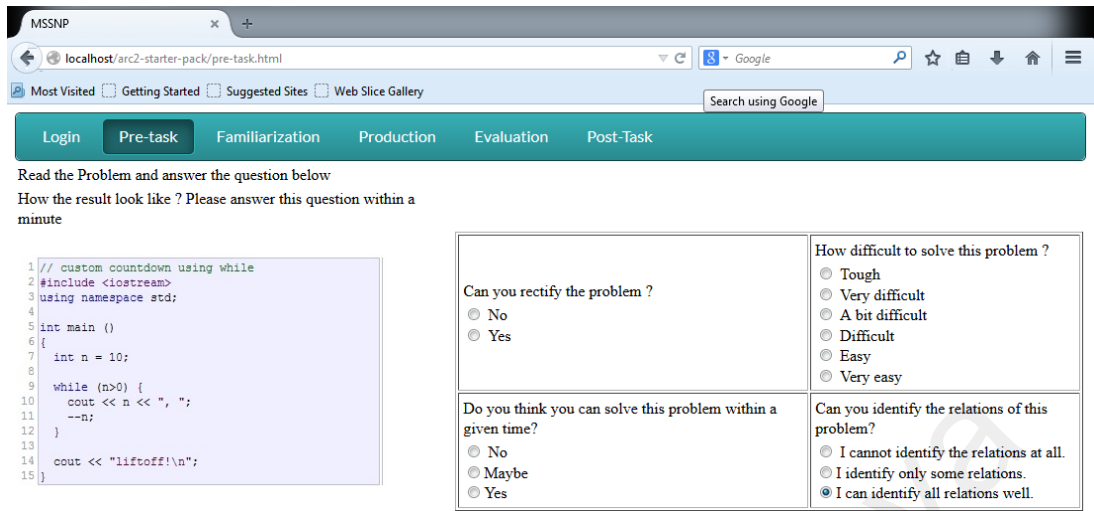 MSSNP
localhost/arc2-starter-pack/pre-task.html
8 Google
Most Visited Getting Started Suggested Sites Web Slice Gallery
Search using Google
Login Pre-task Familiarization Production Evaluation Post-Task
Read the Problem and answer the question below
How the result look like ? Please answer this question within a
minute
1 // custom countdown using while
2 #include <iostream>
3 using namespace std;
4
5 int main ()
6 {
7 int n = 10;
8
9 while (n>0) {
10 cout << n << ", ";
11 --n;
12 }
13
14 cout << "liftoff!\n";
15 }
Can you rectify the problem ?
No
Yes
How difficult to solve this problem ?
Tough
Very difficult
A bit difficult
Difficult
Easy
Very easy
Do you think you can solve this problem within a
given time?
No
Maybe
Yes
Can you identify the relations of this
problem?
I cannot identify the relations at all.
I identify only some relations.
I can identify all relations well.